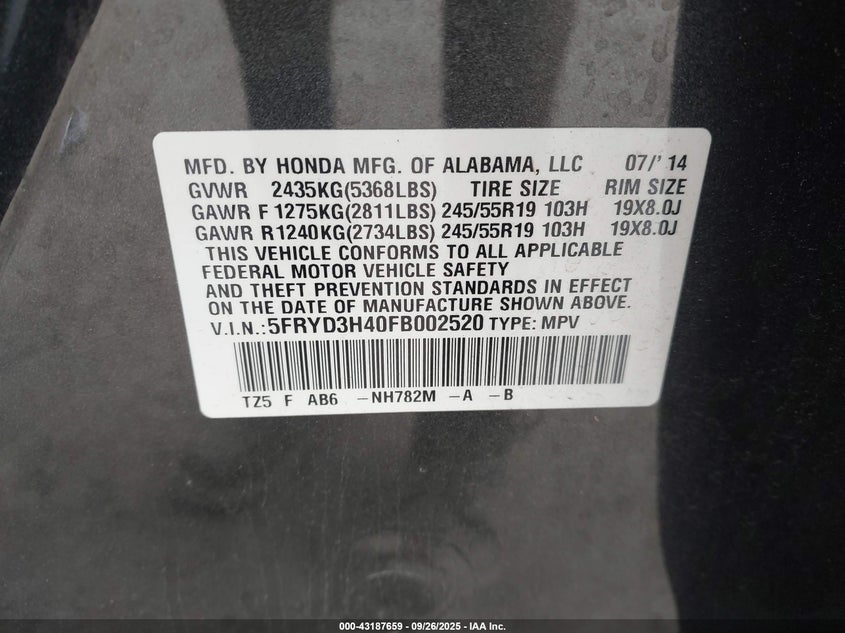 MFD. BY HONDA MFG. OF ALABAMA, LLC 07/'14
GVWR 2435KG(5368LBS) TIRE SIZE RIM SIZE
GAWR F 1275KG(2811LBS) 245/55R19 103H 19X8.0J
GAWR R1240KG(2734LBS) 245/55R19 103H 19X8.0J
THIS VEHICLE CONFORMS TO ALL APPLICABLE
FEDERAL MOTOR VEHICLE SAFETY
AND THEFT PREVENTION STANDARDS IN EFFECT
ON THE DATE OF MANUFACTURE SHOWN ABOVE.
V.I.N.:5FRYD3H40FB002520 TYPE: MPV
TZ5 F AB6 -NH782M -A -B
000-43187659 - 09/26/2025 - IAA Inc.